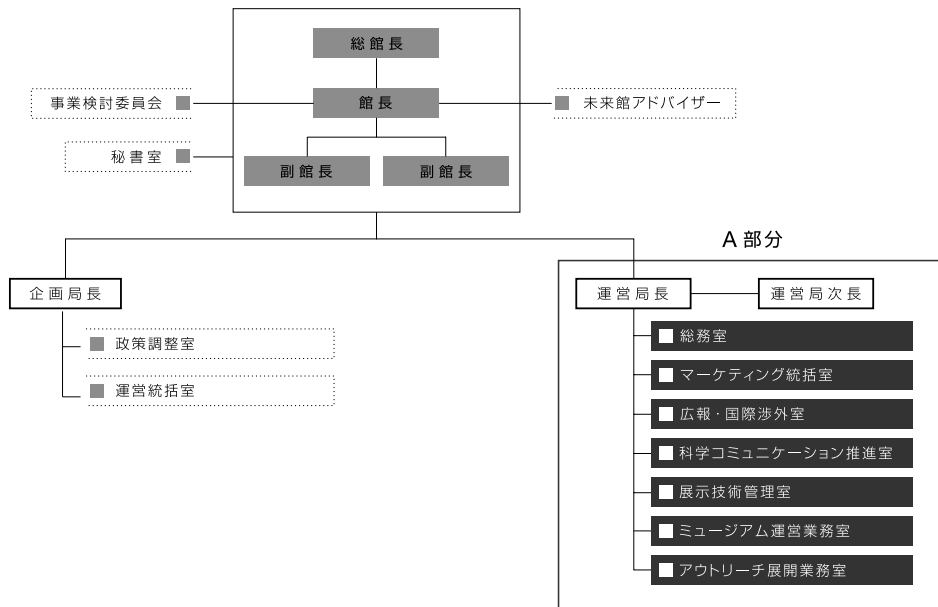 総館長
事業検討委員会
館長
未来館アドバイザー
秘書室
副館長
副館長
A 部分
企画局長
運営局長
運営局次長
政策調整室
運営統括室
総務室
マーケティング統括室
広報・国際渉外室
科学コミュニケーション推進室
展示技術管理室
ミュージアム運営業務室
アウトリーチ展開業務室